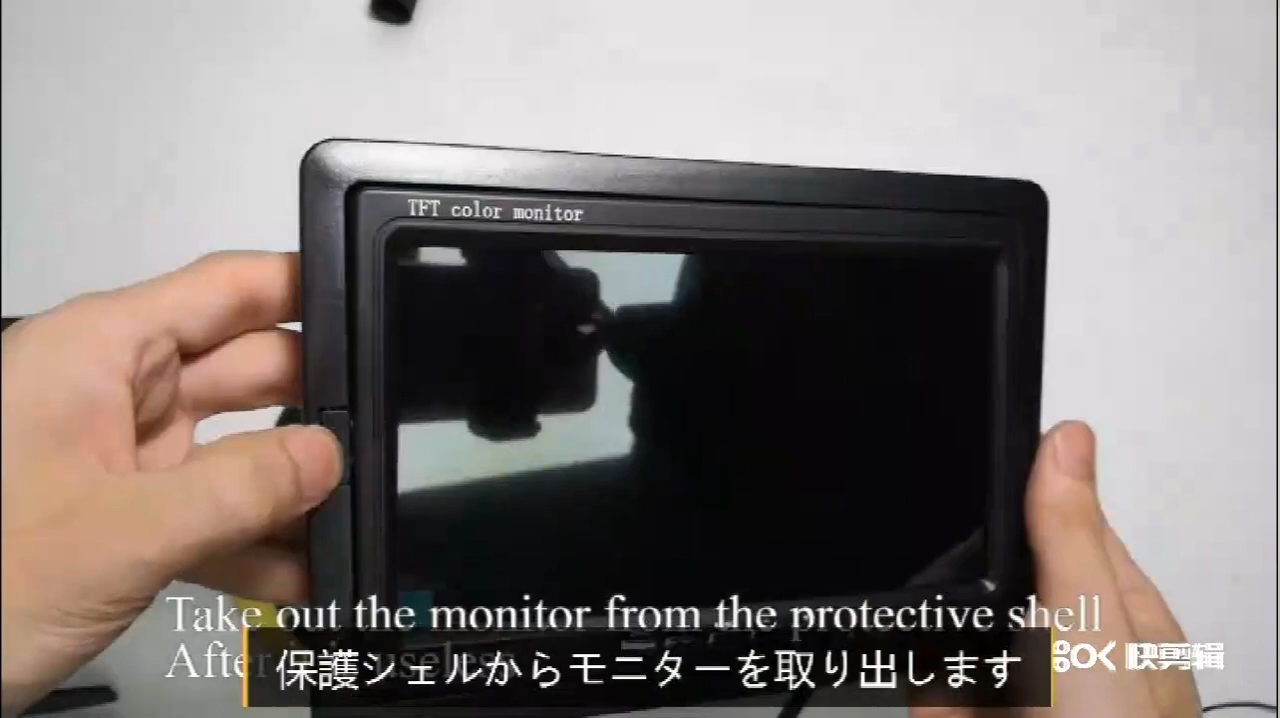 TFT color monitor
Take out the monitor from the protective shell
After
保護シェルからモニターを取り出します
快剪辑